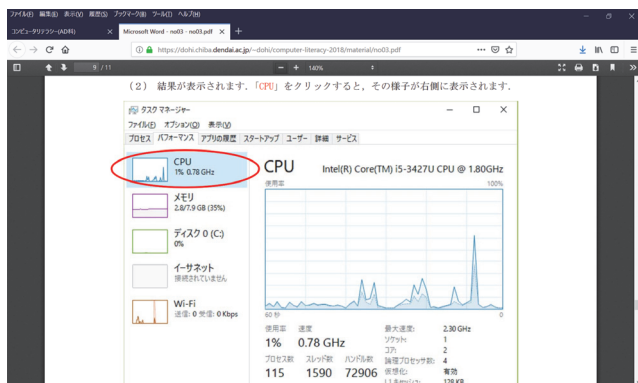 ファイル(F) 編集(E) 表示(V) 履歴(S) ブックマーク(B) ツール(T) ヘルプ(H)
コンピュータリテラシー(ADRⅡ) × Microsoft Word - no03 - no03.pdf × +
https://dohi.chiba.dendai.ac.jp/~dohi/computer-literacy-2018/material/no03.pdf
9 / 11 − + 140%
(2) 結果が表示されます.「CPU」をクリックすると,その様子が右側に表示されます.
タスク マネージャー
ファイル(F) オプション(O) 表示(V)
プロセス パフォーマンス アプリの履歴 スタートアップ ユーザー 詳細 サービス
CPU
1% 0.78 GHz
メモリ
2.8/7.9 GB (35%)
ディスク 0 (C:)
0%
イーサネット
接続されていません
Wi-Fi
送信: 0 受信: 0 Kbps
CPU Intel(R) Core(TM) i5-3427U CPU @ 1.80GHz
使用率 100%
60 秒 0
使用率 速度 最大速度: 2.30 GHz
1% 0.78 GHz ソケット: 1
コア: 2
プロセス数 スレッド数 ハンドル数 論理プロセッサ数: 4
115 1590 72906 仮想化: 有効
L1 キャッシュ: 128 KB